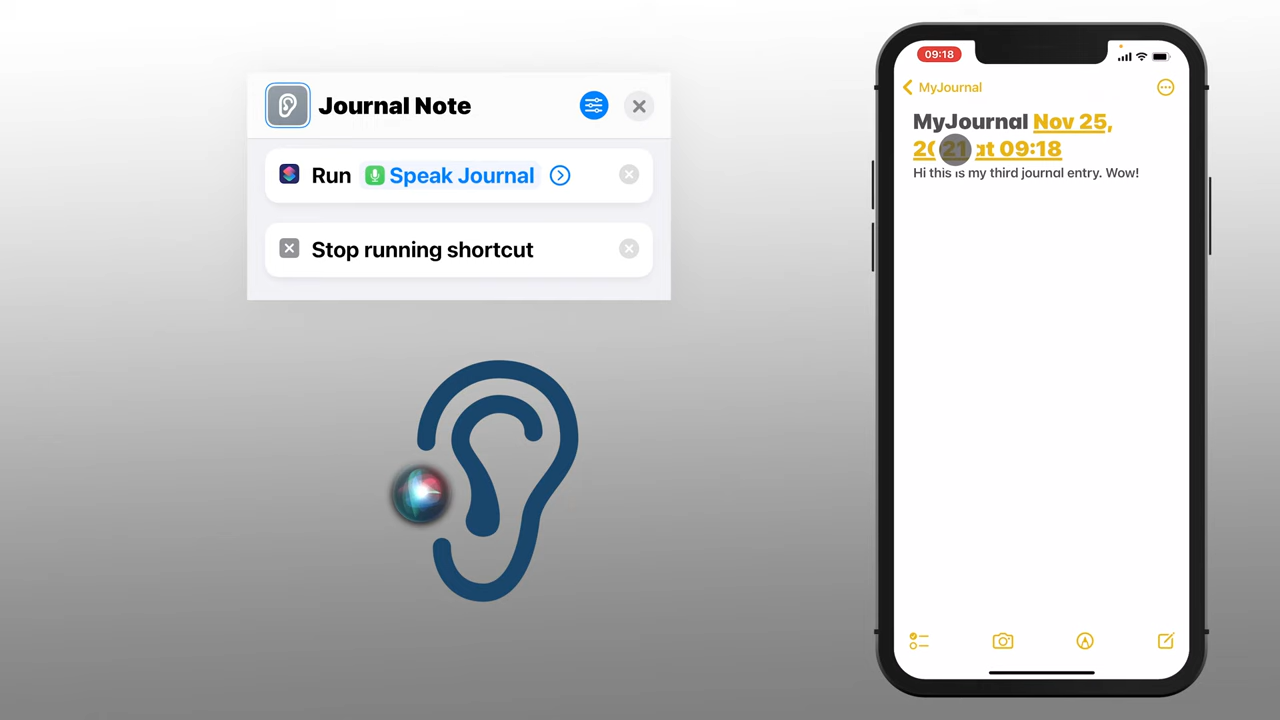 Journal Note
Run Speak Journal
Stop running shortcut
09:18
MyJournal
MyJournal Nov 25,
2021 at 09:18
Hi this is my third journal entry. Wow!